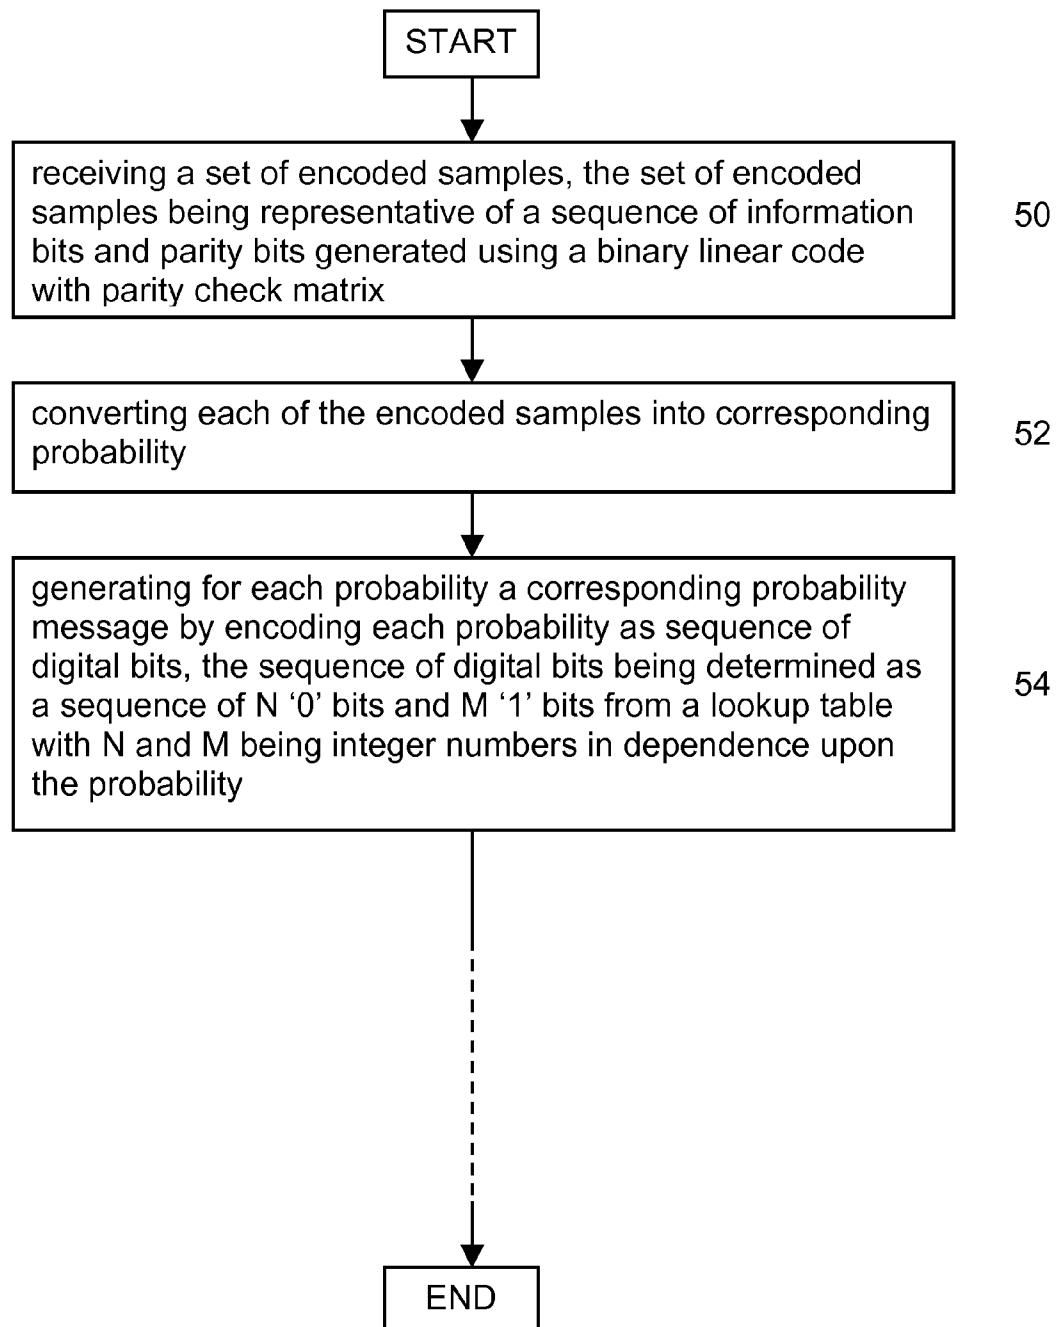 START
receiving a set of encoded samples, the set of encoded
samples being representative of a sequence of information
bits and parity bits generated using a binary linear code
with parity check matrix
50
converting each of the encoded samples into corresponding
probability
52
generating for each probability a corresponding probability
message by encoding each probability as sequence of
digital bits, the sequence of digital bits being determined as
a sequence of N ‘0’ bits and M ‘1’ bits from a lookup table
with N and M being integer numbers in dependence upon
the probability
54
END